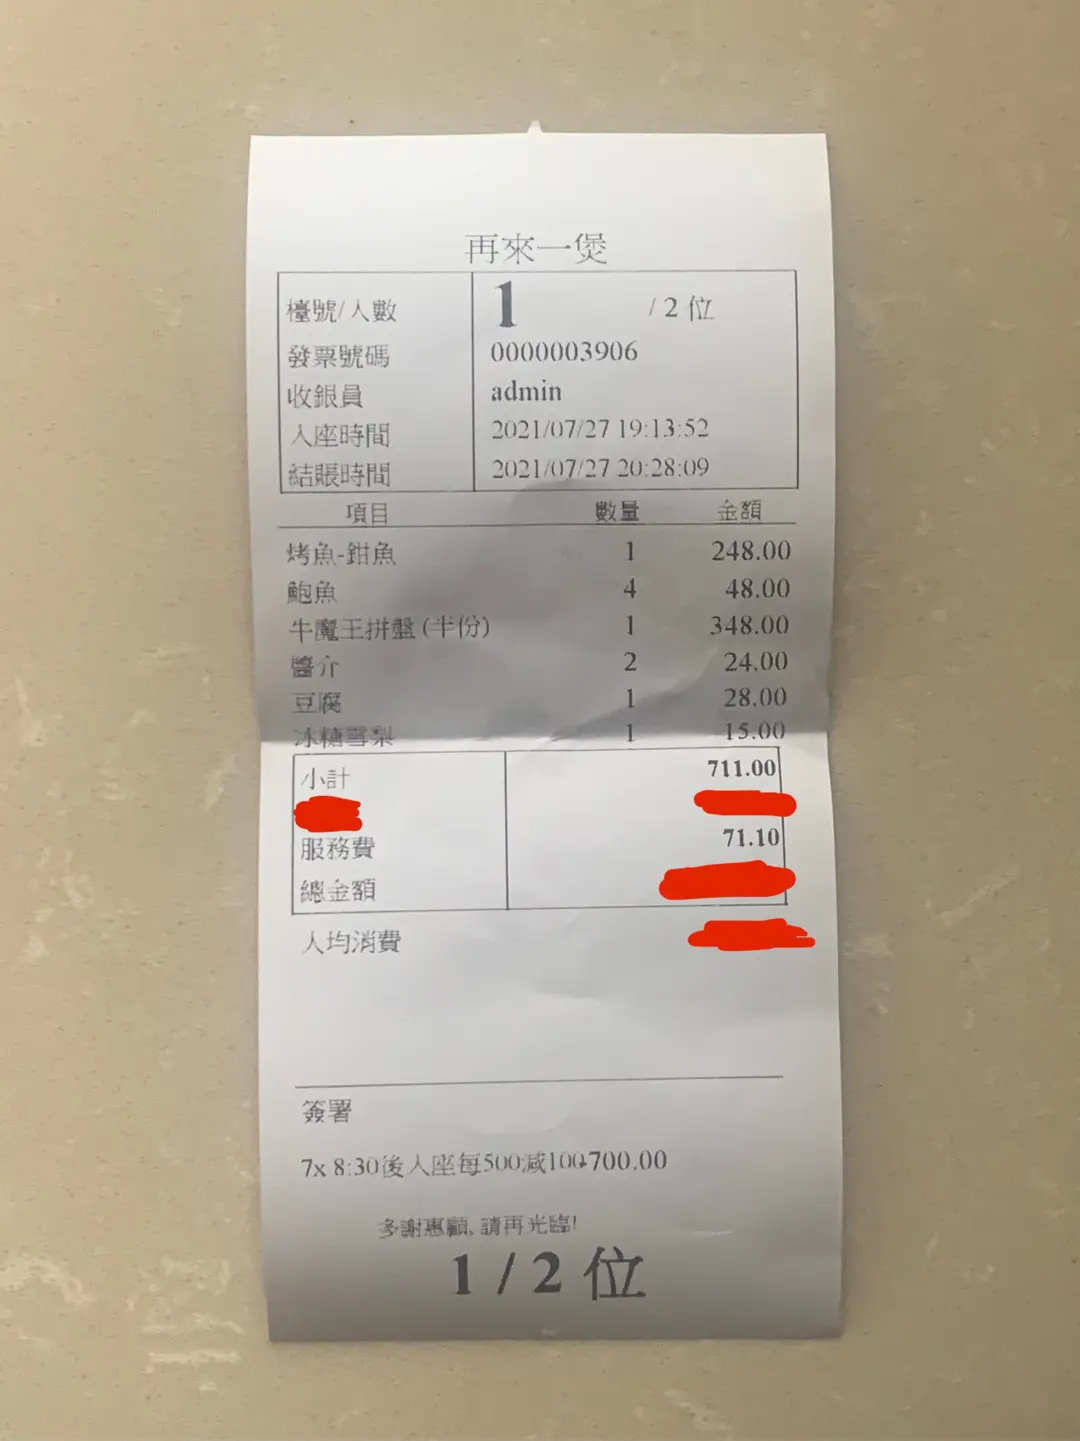 再來一煲
檯號/人數 1 /2 位
發票號碼 0000003906
收銀員 admin
入座時間 2021/07/27 19:13:52
結賬時間 2021/07/27 20:28:09
項目 數量 金額
烤魚-鉗魚 1 248.00
鮑魚 4 48.00
牛魔王拼盤(半份) 1 348.00
醬介 2 24.00
豆腐 1 28.00
冰糖雪梨 1 15.00
小計 711.00
服務費 71.10
總金額
人均消費
簽署
7x 8:30後入座每500減100-700.00
多謝惠顧, 請再光臨!
1 / 2 位